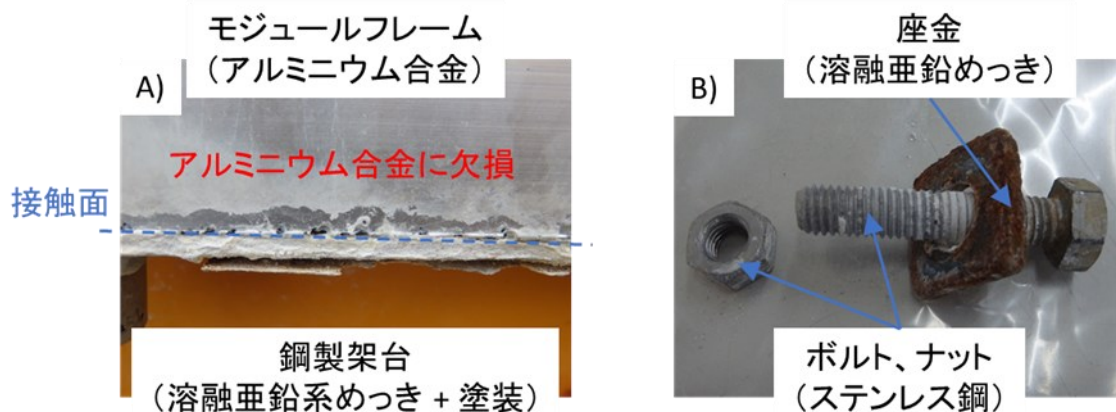 モジュールフレーム
（アルミニウム合金）
A)
アルミニウム合金に欠損
接触面
鋼製架台
（溶融亜鉛系めっき + 塗装）
座金
（溶融亜鉛めっき）
B)
ボルト、ナット
（ステンレス鋼）